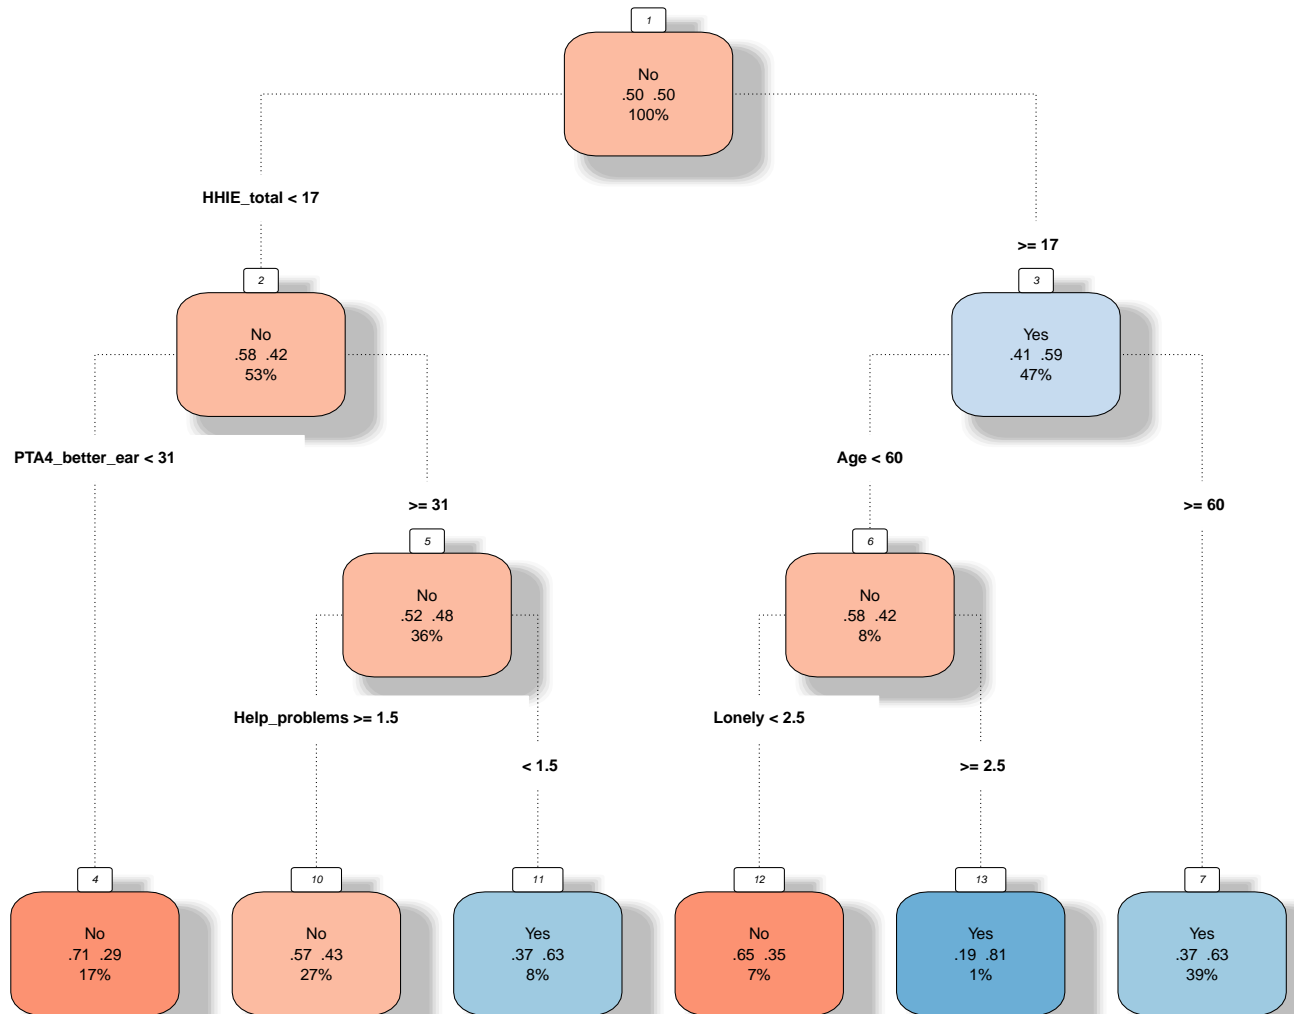 1
No
.50 .50
100%
HHIE_total < 17
>= 17
2
No
.58 .42
53%
3
Yes
.41 .59
47%
PTA4_better_ear < 31
>= 31
Age < 60
>= 60
5
No
.52 .48
36%
6
No
.58 .42
8%
Help_problems >= 1.5
< 1.5
Lonely < 2.5
>= 2.5
4
No
.71 .29
17%
10
No
.57 .43
27%
11
Yes
.37 .63
8%
12
No
.65 .35
7%
13
Yes
.19 .81
1%
7
Yes
.37 .63
39%